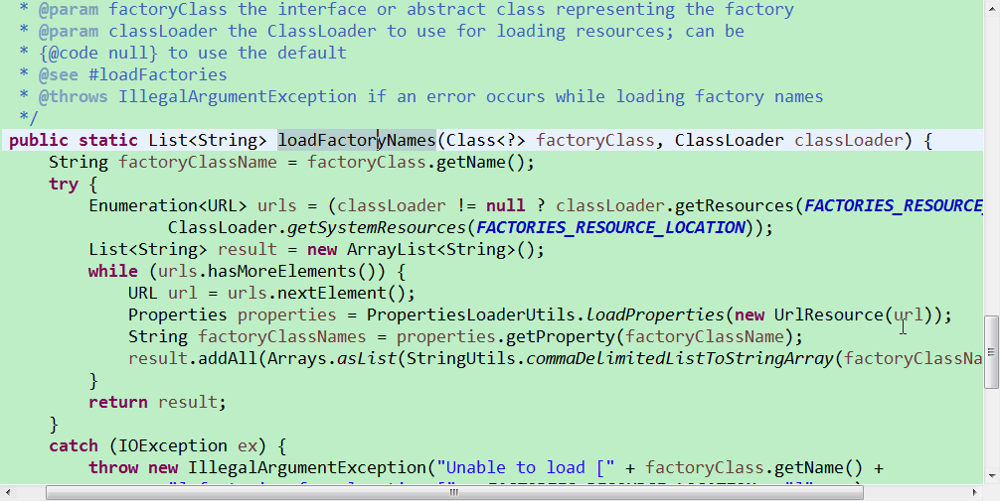 * @param factoryClass the interface or abstract class representing the factory
* @param classLoader the ClassLoader to use for loading resources; can be
* {@code null} to use the default
* @see #loadFactories
* @throws IllegalArgumentException if an error occurs while loading factory names
*/
public static List<String> loadFactoryNames(Class<?> factoryClass, ClassLoader classLoader) {
String factoryClassName = factoryClass.getName();
try {
Enumeration<URL> urls = (classLoader != null ? classLoader.getResources(FACTORIES_RESOURCE_
ClassLoader.getSystemResources(FACTORIES_RESOURCE_LOCATION));
List<String> result = new ArrayList<String>();
while (urls.hasMoreElements()) {
URL url = urls.nextElement();
Properties properties = PropertiesLoaderUtils.loadProperties(new UrlResource(url));
String factoryClassNames = properties.getProperty(factoryClassName);
result.addAll(Arrays.asList(StringUtils.commaDelimitedListToStringArray(factoryClassNa
}
return result;
}
catch (IOException ex) {
throw new IllegalArgumentException("Unable to load [" + factoryClass.getName() +